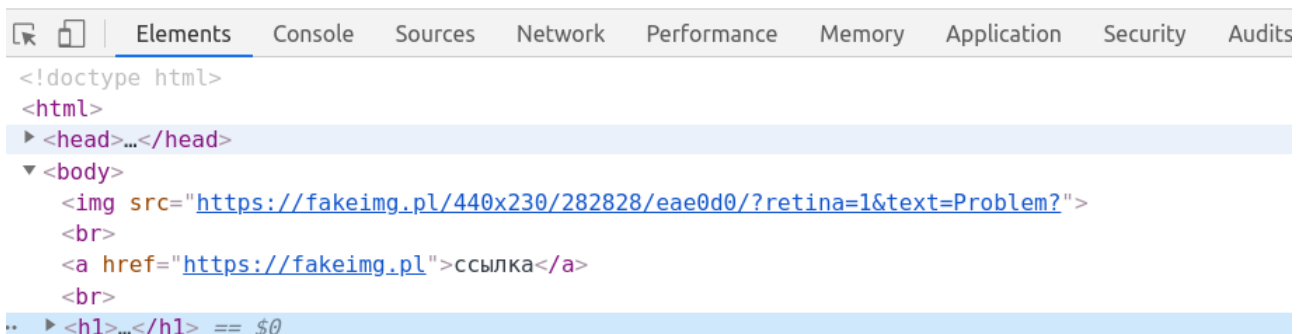 Elements Console Sources Network Performance Memory Application Security Audits
<!doctype html>
<html>
<head>…</head>
<body>
<img src="https://fakeimg.pl/440x230/282828/eae0d0/?retina=1&text=Problem?">
<br>
<a href="https://fakeimg.pl">ссылка</a>
<br>
<h1>…</h1> == $0